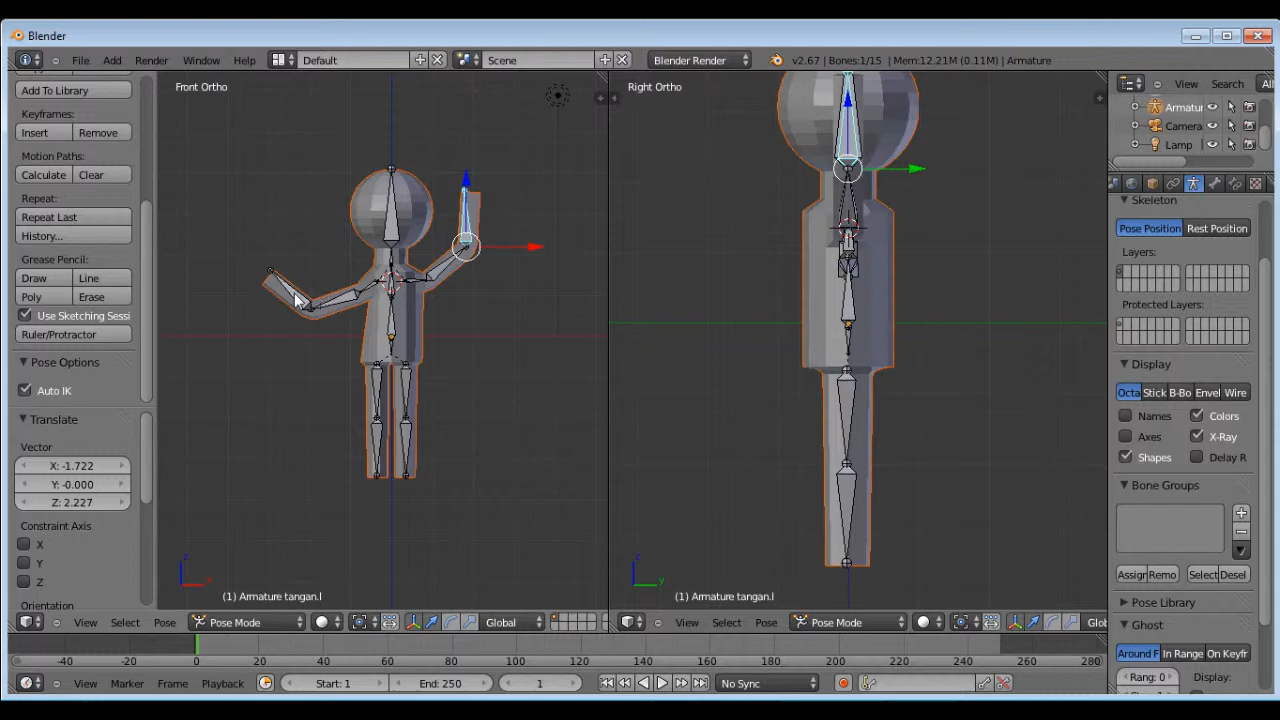 Blender
File Add Render Window Help Default Scene Blender Render v2.67 | Bones:1/15 | Mem:12.21M (0.11M) | Armature
Add To Library
Keyframes:
Insert Remove
Motion Paths:
Calculate Clear
Repeat:
Repeat Last
History...
Grease Pencil:
Draw Line
Poly Erase
Use Sketching Sessi
Ruler/Protractor
Pose Options
Auto IK
Translate
Vector
X: -1.722
Y: -0.000
Z: 2.227
Constraint Axis
X
Y
Z
Orientation
Front Ortho
z
x
(1) Armature tangan.l
View Select Pose Pose Mode Global
Right Ortho
z
y
(1) Armature tangan.l
View Select Pose Pose Mode Glob
View Search All
Armatur
Camera
Lamp
Skeleton
Pose Position Rest Position
Layers:
Protected Layers:
Display
Octa Stick B-Bo Envel Wire
Names Colors
Axes X-Ray
Shapes Delay R
Bone Groups
Assign Remo Select Desel
Pose Library
Ghost
Around F In Range On Keyfr
Rang: 0 Display:
-40 -20 0 20 40 60 80 100 120 140 160 180 200 220 240 260 280
View Marker Frame Playback Start: 1 End: 250 1 No Sync